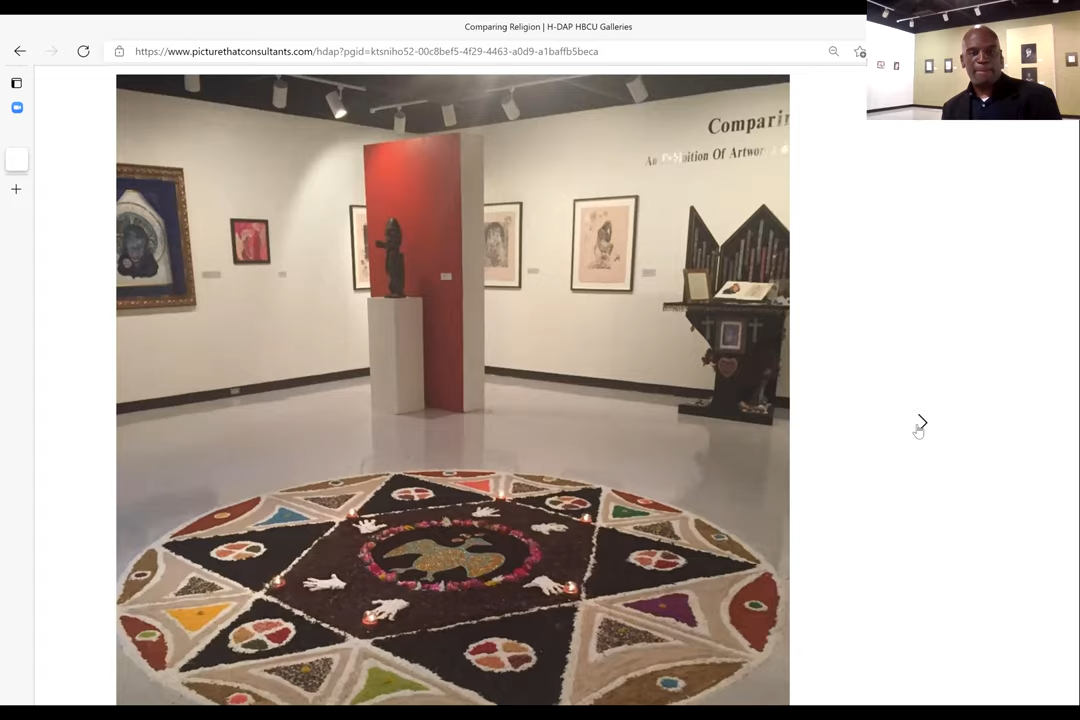 Comparing Religion | H-DAP HBCU Galleries
https://www.picturethatconsultants.com/hdap?pgid=ktsniho52-00c8bef5-4f29-4463-a0d9-a1baffb5beca
Comparin
An Of Artwor